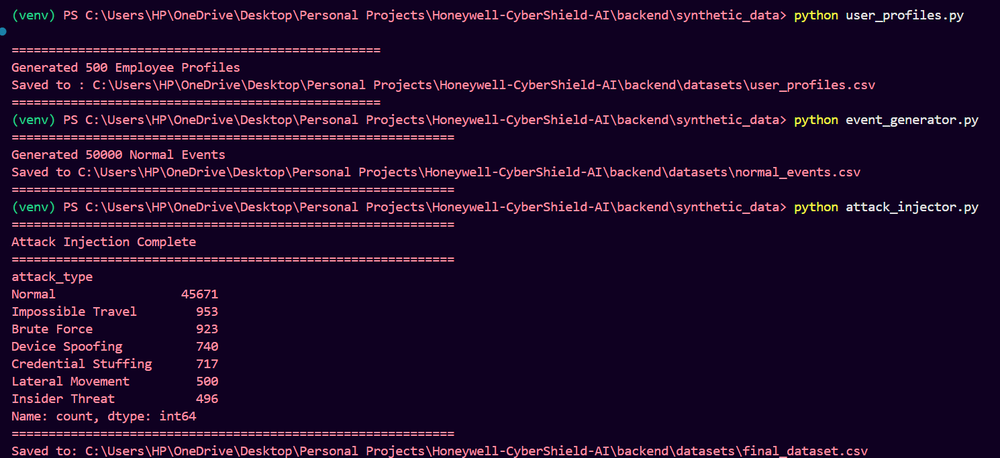 (venv) PS C:\Users\HP\OneDrive\Desktop\Personal Projects\Honeywell-CyberShield-AI\backend\synthetic_data> python user_profiles.py
==================================================
Generated 500 Employee Profiles
Saved to : C:\Users\HP\OneDrive\Desktop\Personal Projects\Honeywell-CyberShield-AI\backend\datasets\user_profiles.csv
==================================================
(venv) PS C:\Users\HP\OneDrive\Desktop\Personal Projects\Honeywell-CyberShield-AI\backend\synthetic_data> python event_generator.py
============================================================
Generated 50000 Normal Events
Saved to C:\Users\HP\OneDrive\Desktop\Personal Projects\Honeywell-CyberShield-AI\backend\datasets\normal_events.csv
============================================================
(venv) PS C:\Users\HP\OneDrive\Desktop\Personal Projects\Honeywell-CyberShield-AI\backend\synthetic_data> python attack_injector.py
============================================================
Attack Injection Complete
============================================================
attack_type
Normal                 45671
Impossible Travel        953
Brute Force              923
Device Spoofing          740
Credential Stuffing      717
Lateral Movement         500
Insider Threat           496
Name: count, dtype: int64
============================================================
Saved to: C:\Users\HP\OneDrive\Desktop\Personal Projects\Honeywell-CyberShield-AI\backend\datasets\final_dataset.csv